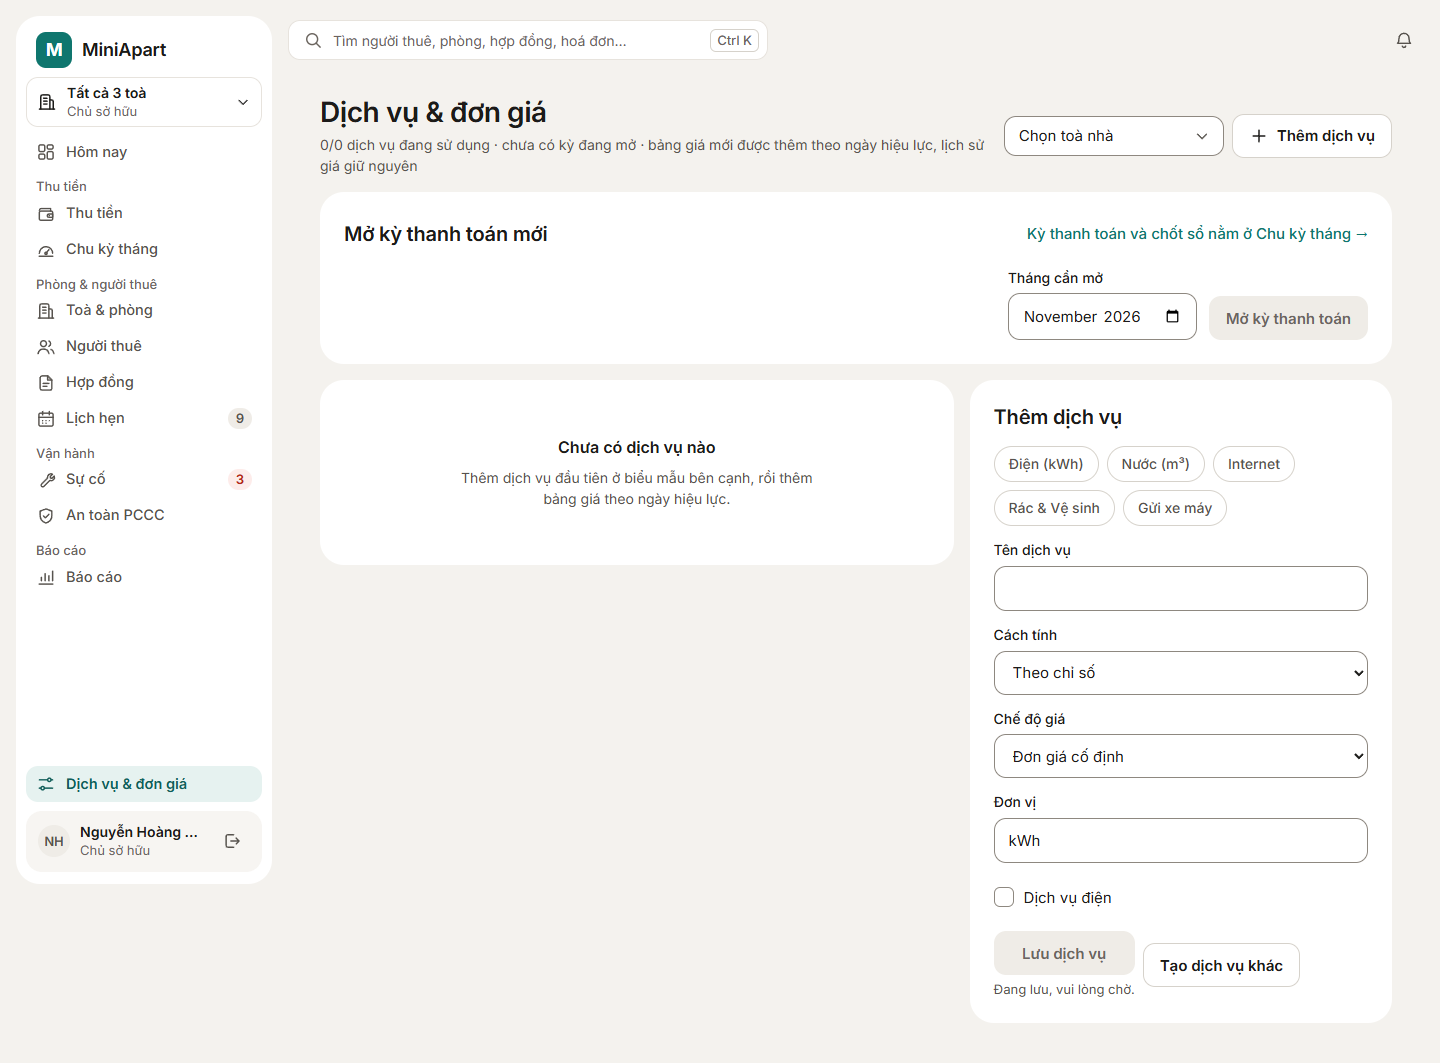 M MiniApart
Tất cả 3 toà
Chủ sở hữu
Hôm nay
Thu tiền
Thu tiền
Chu kỳ tháng
Phòng & người thuê
Toà & phòng
Người thuê
Hợp đồng
Lịch hẹn 9
Vận hành
Sự cố 3
An toàn PCCC
Báo cáo
Báo cáo
Dịch vụ & đơn giá
NH
Nguyễn Hoàng ...
Chủ sở hữu
Tìm người thuê, phòng, hợp đồng, hoá đơn... Ctrl K
Dịch vụ & đơn giá
0/0 dịch vụ đang sử dụng · chưa có kỳ đang mở · bảng giá mới được thêm theo ngày hiệu lực, lịch sử
giá giữ nguyên
Chọn toà nhà
Thêm dịch vụ
Mở kỳ thanh toán mới
Kỳ thanh toán và chốt sổ nằm ở Chu kỳ tháng →
Tháng cần mở
November 2026
Mở kỳ thanh toán
Chưa có dịch vụ nào
Thêm dịch vụ đầu tiên ở biểu mẫu bên cạnh, rồi thêm
bảng giá theo ngày hiệu lực.
Thêm dịch vụ
Điện (kWh) Nước (m³) Internet
Rác & Vệ sinh Gửi xe máy
Tên dịch vụ
Cách tính
Theo chỉ số
Chế độ giá
Đơn giá cố định
Đơn vị
kWh
Dịch vụ điện
Lưu dịch vụ
Đang lưu, vui lòng chờ.
Tạo dịch vụ khác